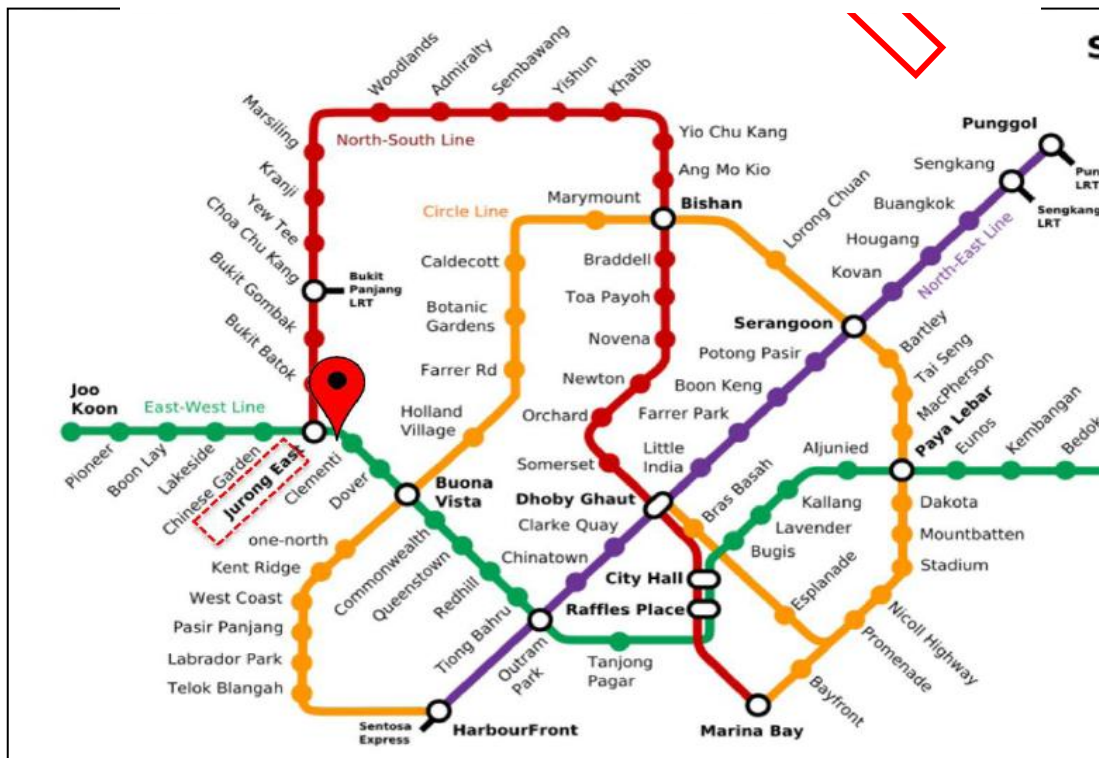 S
Woodlands
Admiralty
Sembawang
Yishun
Khatib
Marsiling
North-South Line
Yio Chu Kang
Punggol
Kranji
Ang Mo Kio
Sengkang
Pun
LRT
Yew Tee
Marymount
Bishan
Lorong Chuan
Buangkok
Sengkang
LRT
Choa Chu Kang
Circle Line
Hougang
North-East Line
Caldecott
Braddell
Kovan
Bukit
Panjang
LRT
Bukit Gombak
Botanic
Gardens
Toa Payoh
Serangoon
Bartley
Bukit Batok
Novena
Potong Pasir
Tai Seng
Farrer Rd
Newton
Boon Keng
MacPherson
Joo
Koon
East-West Line
Holland
Village
Orchard
Farrer Park
Paya Lebar
Pioneer
Boon Lay
Lakeside
Chinese Garden
Jurong East
Clementi
Dover
Buona
Vista
Somerset
Little
India
Aljunied
Eunos
Kembangan
Bedok
Dhoby Ghaut
Bras Basah
Kallang
Dakota
one-north
Commonwealth
Clarke Quay
Lavender
Mountbatten
Kent Ridge
Queenstown
Chinatown
Bugis
Stadium
West Coast
Redhill
City Hall
Esplanade
Nicoll Highway
Pasir Panjang
Tiong Bahru
Raffles Place
Promenade
Labrador Park
Outram
Park
Tanjong
Pagar
Bayfront
Telok Blangah
Sentosa
Express
HarbourFront
Marina Bay